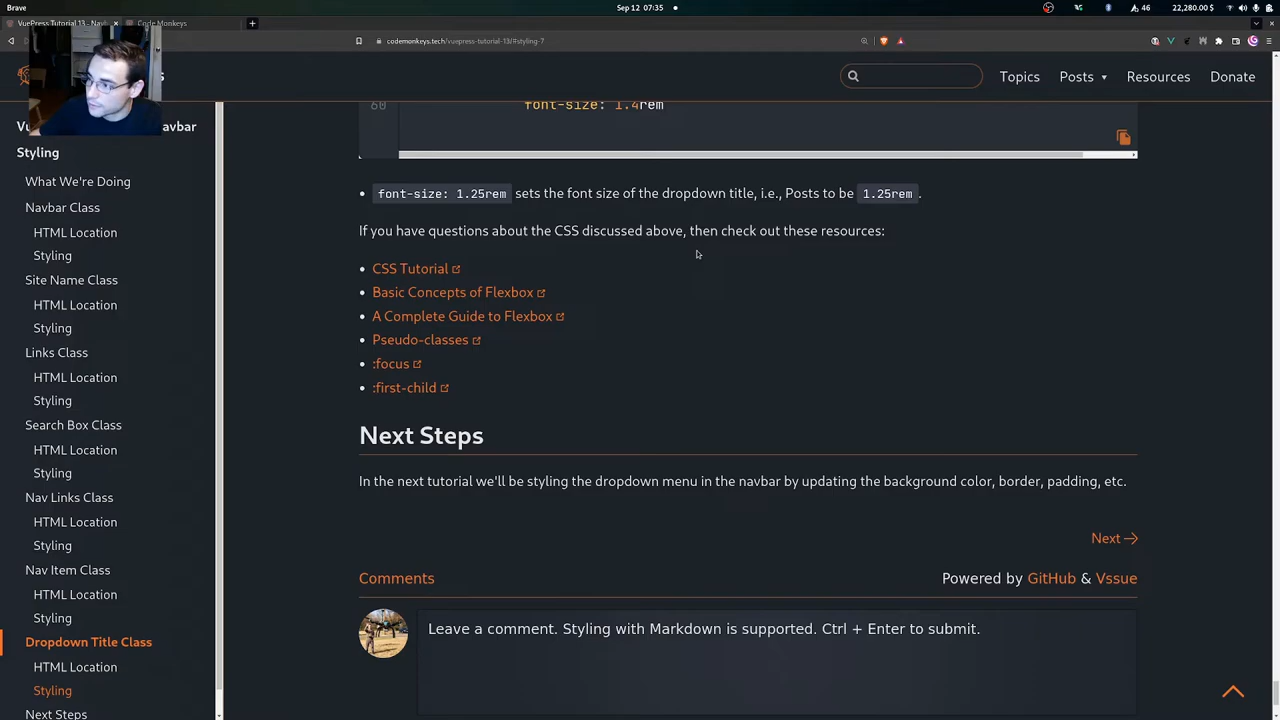 Brave
Sep 12 07:35
46
22,280.00 $
VuePress Tutorial 13 - Nav
Code Monkeys
codemonkeys.tech/vuepress-tutorial-13/#styling-7
s
Topics
Posts
Resources
Donate
Vu
avbar
Styling
What We're Doing
Navbar Class
HTML Location
Styling
Site Name Class
HTML Location
Styling
Links Class
HTML Location
Styling
Search Box Class
HTML Location
Styling
Nav Links Class
HTML Location
Styling
Nav Item Class
HTML Location
Styling
Dropdown Title Class
HTML Location
Styling
Next Steps
60 font-size: 1.4rem
• font-size: 1.25rem sets the font size of the dropdown title, i.e., Posts to be 1.25rem.
If you have questions about the CSS discussed above, then check out these resources:
• CSS Tutorial
• Basic Concepts of Flexbox
• A Complete Guide to Flexbox
• Pseudo-classes
• :focus
• :first-child
Next Steps
In the next tutorial we'll be styling the dropdown menu in the navbar by updating the background color, border, padding, etc.
Next →
Comments
Powered by GitHub & Vssue
Leave a comment. Styling with Markdown is supported. Ctrl + Enter to submit.